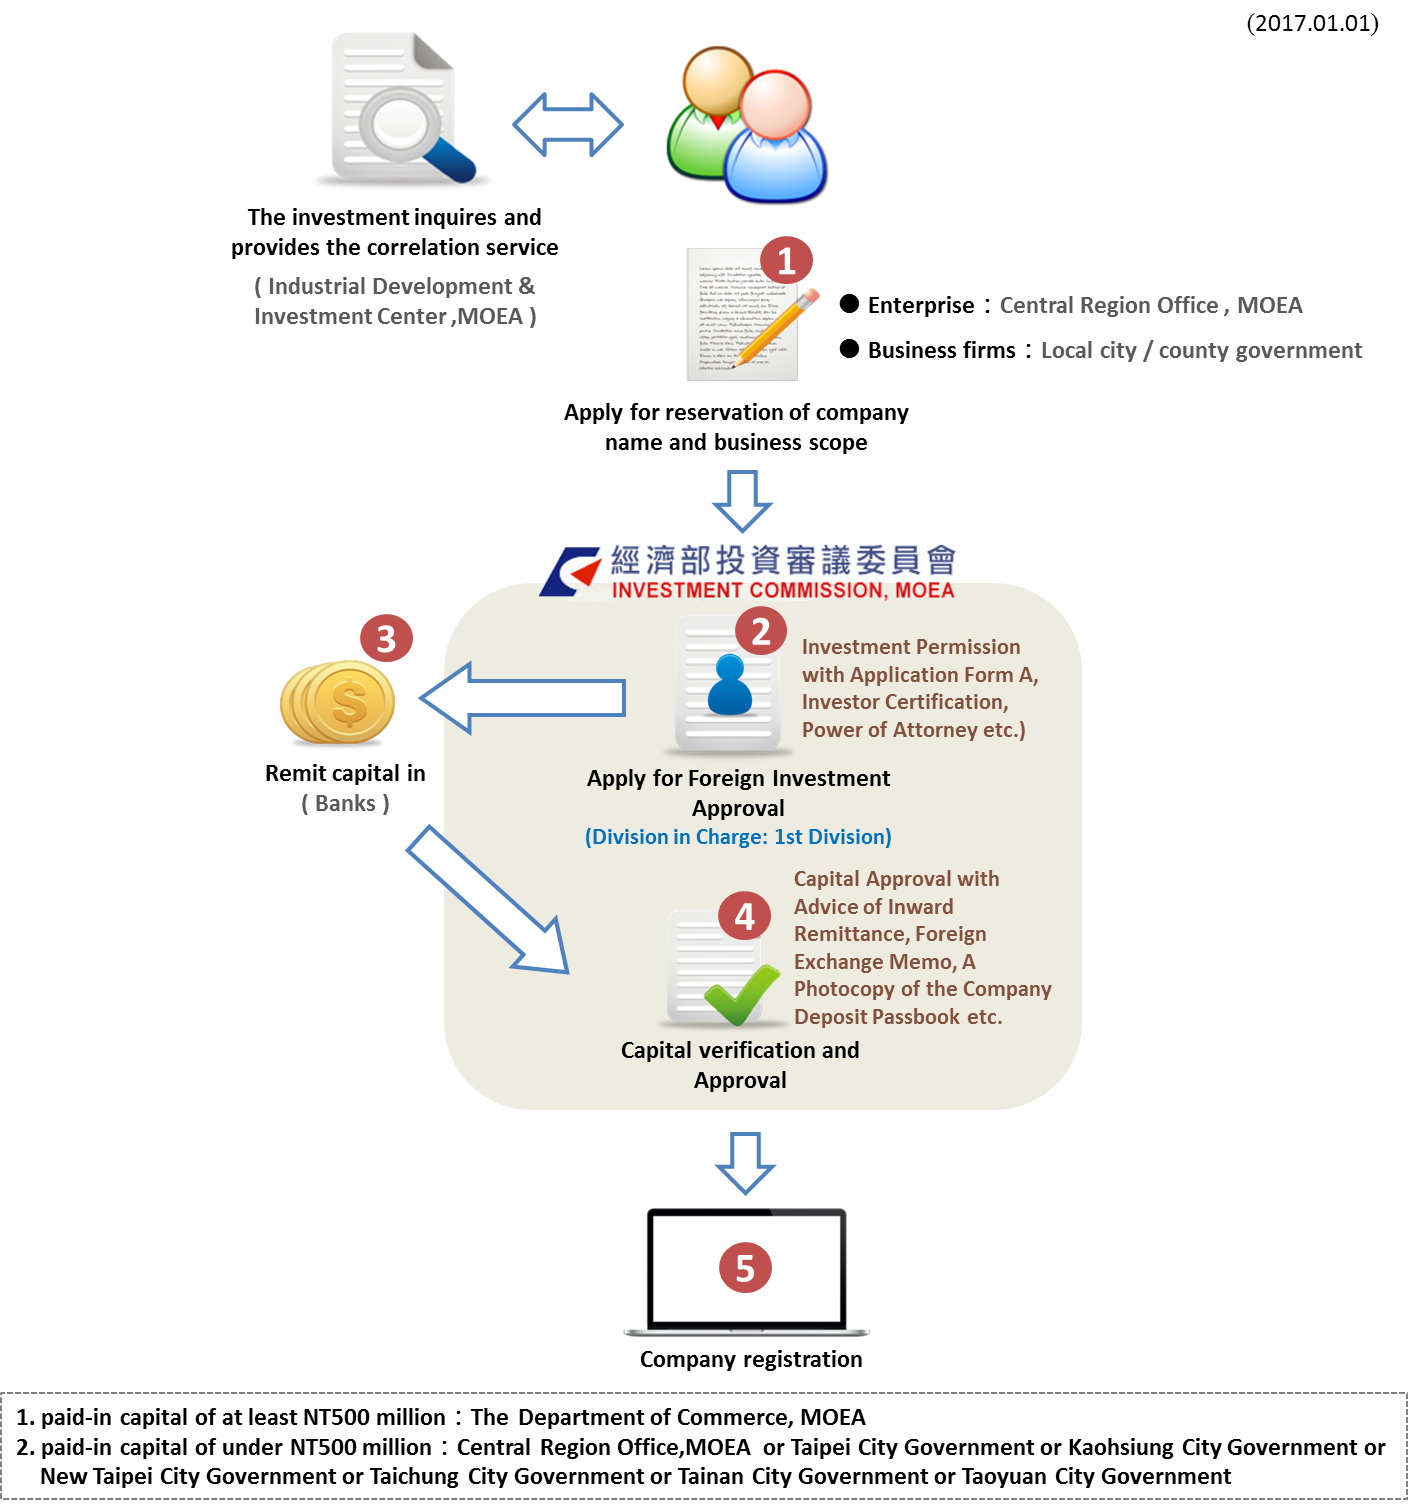 (2017.01.01)
The investment inquires and
provides the correlation service
( Industrial Development &
Investment Center ,MOEA )
1
● Enterprise：Central Region Office , MOEA
● Business firms：Local city / county government
Apply for reservation of company
name and business scope
經濟部投資審議委員會
INVESTMENT COMMISSION, MOEA
2
Investment Permission
with Application Form A,
Investor Certification,
Power of Attorney etc.)
Apply for Foreign Investment
Approval
(Division in Charge: 1st Division)
3
$
Remit capital in
( Banks )
4
Capital Approval with
Advice of Inward
Remittance, Foreign
Exchange Memo, A
Photocopy of the Company
Deposit Passbook etc.
Capital verification and
Approval
5
Company registration
1. paid-in capital of at least NT500 million：The Department of Commerce, MOEA
2. paid-in capital of under NT500 million：Central Region Office,MOEA or Taipei City Government or Kaohsiung City Government or
New Taipei City Government or Taichung City Government or Tainan City Government or Taoyuan City Government